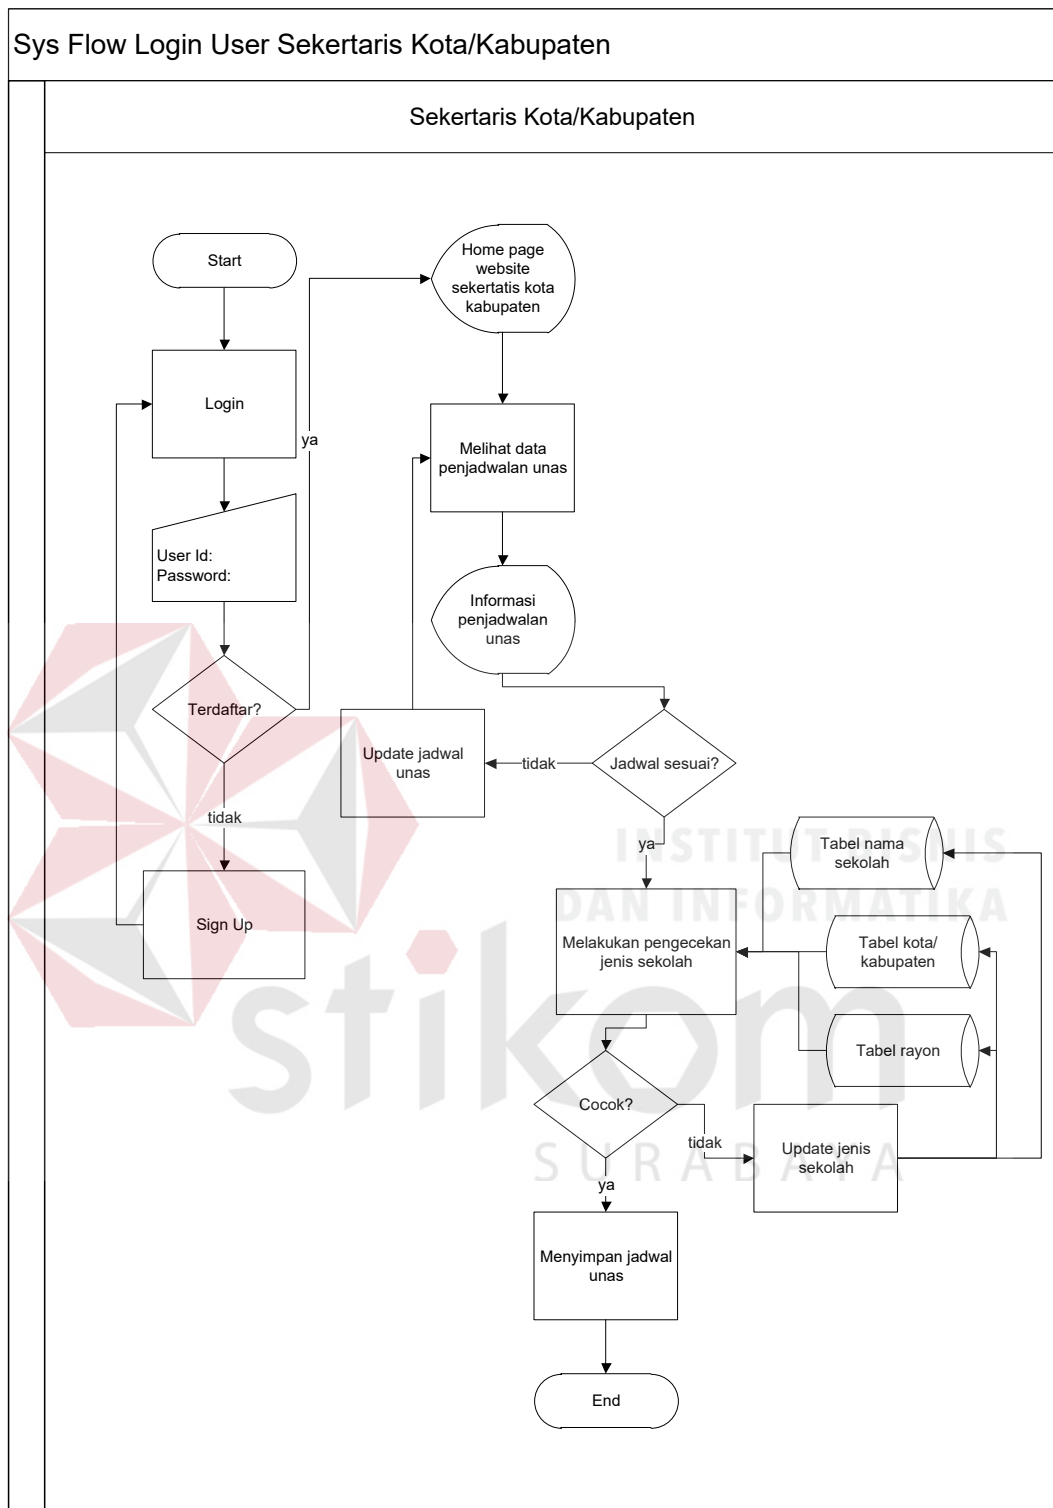 Sys Flow Login User Sekertaris Kota/Kabupaten
Sekertaris Kota/Kabupaten
Start
Login
User Id:
Password:
Terdaftar?
ya
tidak
Sign Up
Home page
website
sekertatis kota
kabupaten
Melihat data
penjadwalan unas
Informasi
penjadwalan
unas
Jadwal sesuai?
tidak
Update jadwal
unas
ya
Melakukan pengecekan
jenis sekolah
Tabel nama
sekolah
Tabel kota/
kabupaten
Tabel rayon
Cocok?
tidak
Update jenis
sekolah
ya
Menyimpan jadwal
unas
End
INSTITUT BISNIS
DAN INFORMATIKA
stikom
SURABAYA